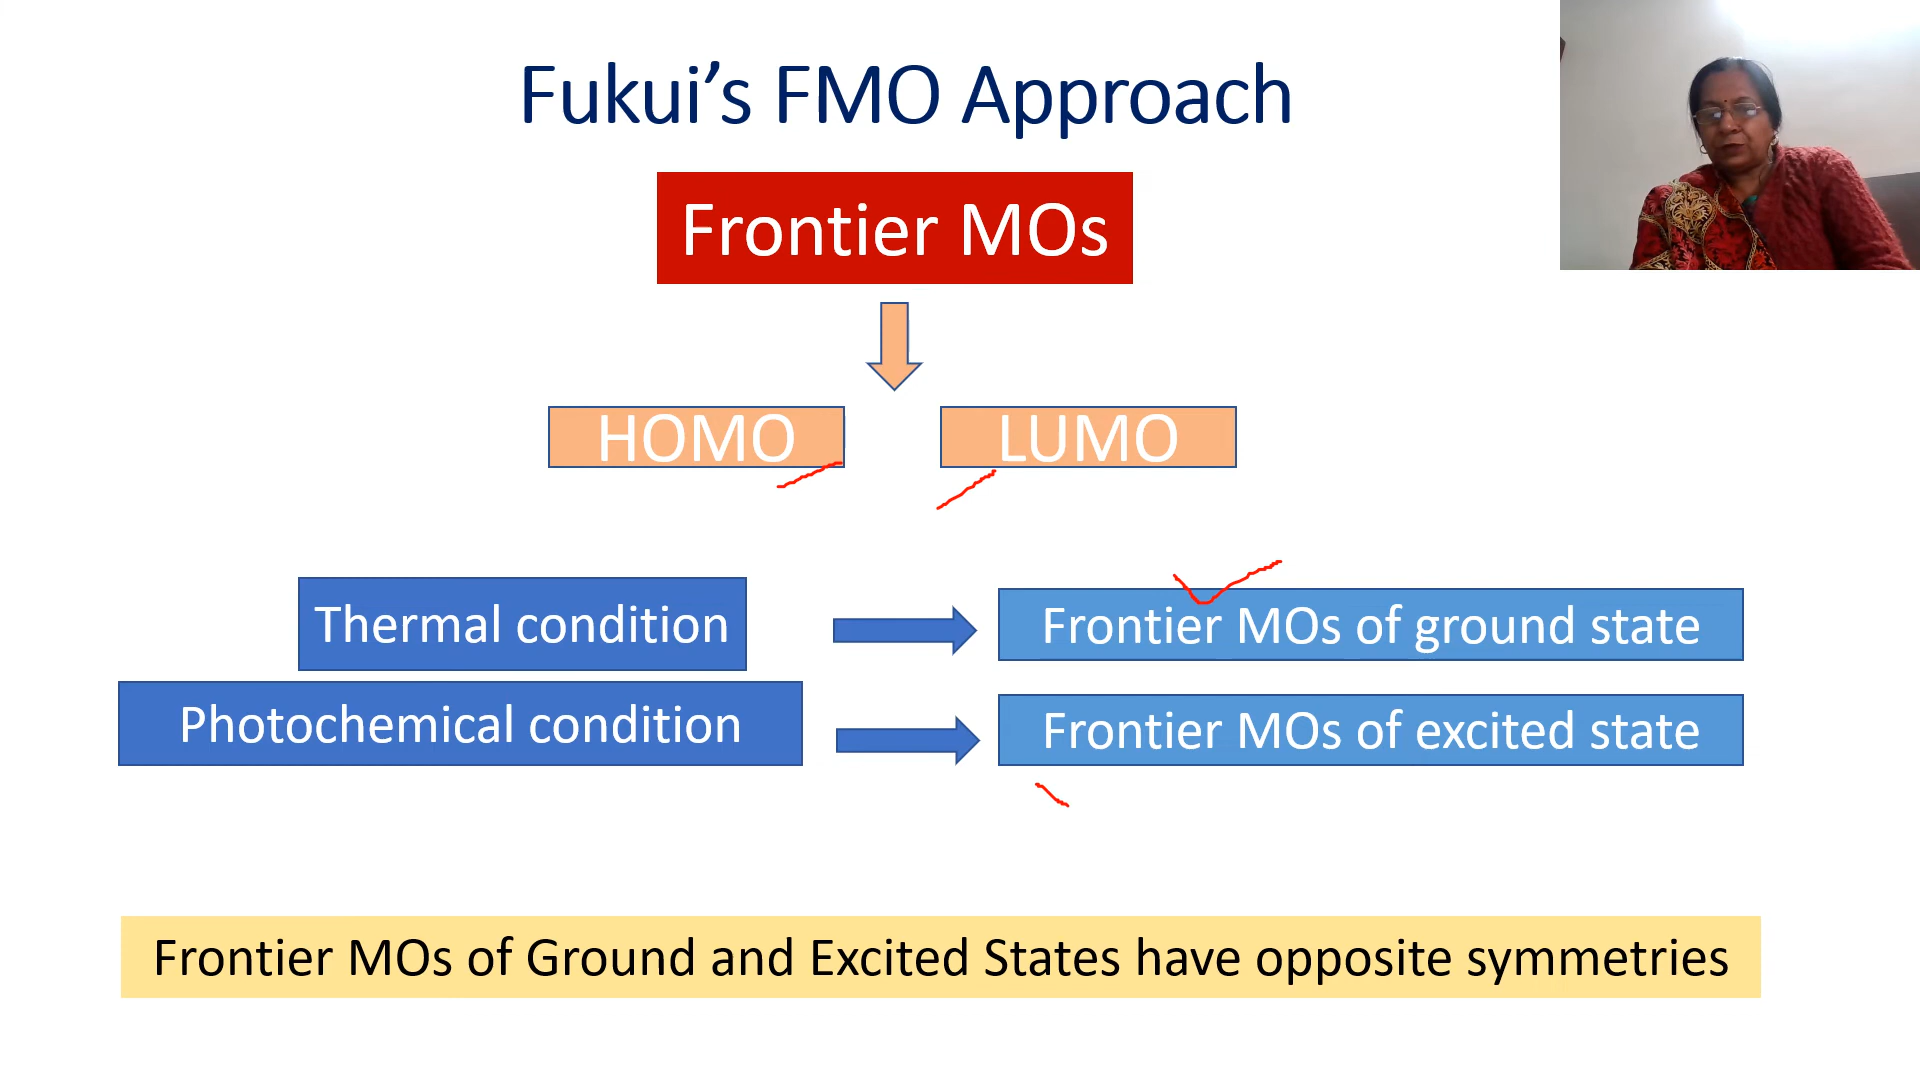 Fukui’s FMO Approach
Frontier MOs
HOMO
LUMO
Thermal condition
Frontier MOs of ground state
Photochemical condition
Frontier MOs of excited state
Frontier MOs of Ground and Excited States have opposite symmetries